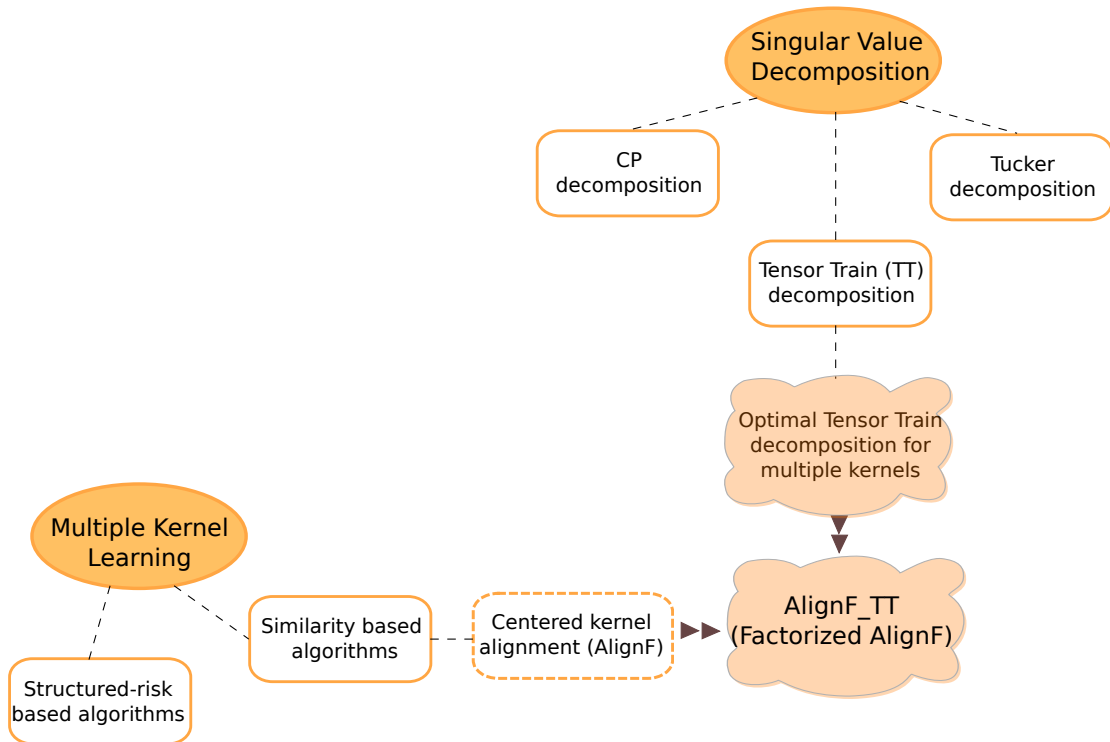 Singular Value
Decomposition
CP
decomposition
Tucker
decomposition
Tensor Train (TT)
decomposition
Optimal Tensor Train
decomposition for
multiple kernels
Multiple Kernel
Learning
Similarity based
algorithms
Centered kernel
alignment (AlignF)
AlignF_TT
(Factorized AlignF)
Structured-risk
based algorithms